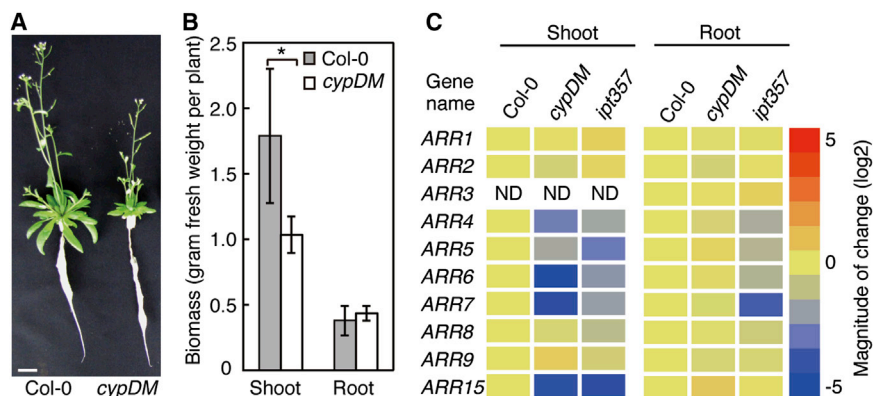 A
Col-0 cypDM
B
Biomass (gram fresh weight per plant)
2.5
2.0
1.5
1.0
0.5
0
*
Col-0
cypDM
Shoot Root
C
Shoot Root
Gene name
Col-0 cypDM ipt357 Col-0 cypDM ipt357
ARR1
ARR2
ARR3 ND ND ND
ARR4
ARR5
ARR6
ARR7
ARR8
ARR9
ARR15
5
0
-5
Magnitude of change (log2)